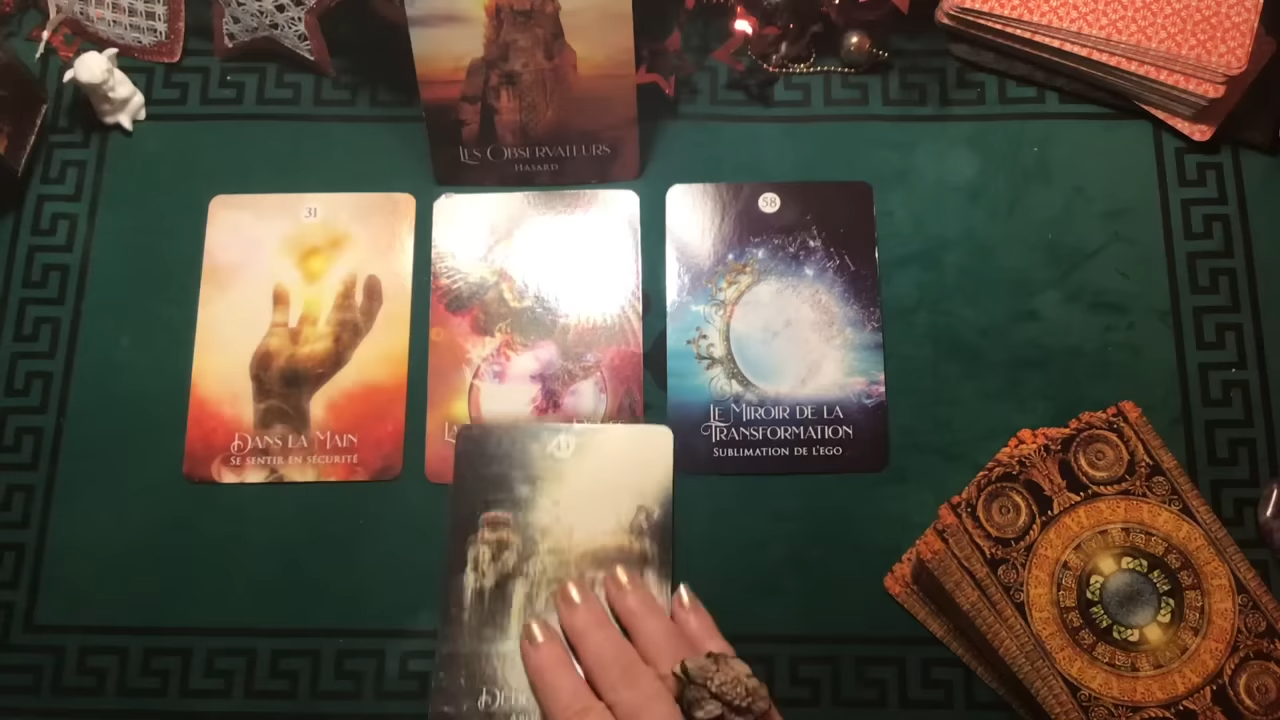 Les Observateurs
Hasard
31
58
Dans la Main
Se sentir en sécurité
Le Miroir de la
Transformation
Sublimation de l'ego